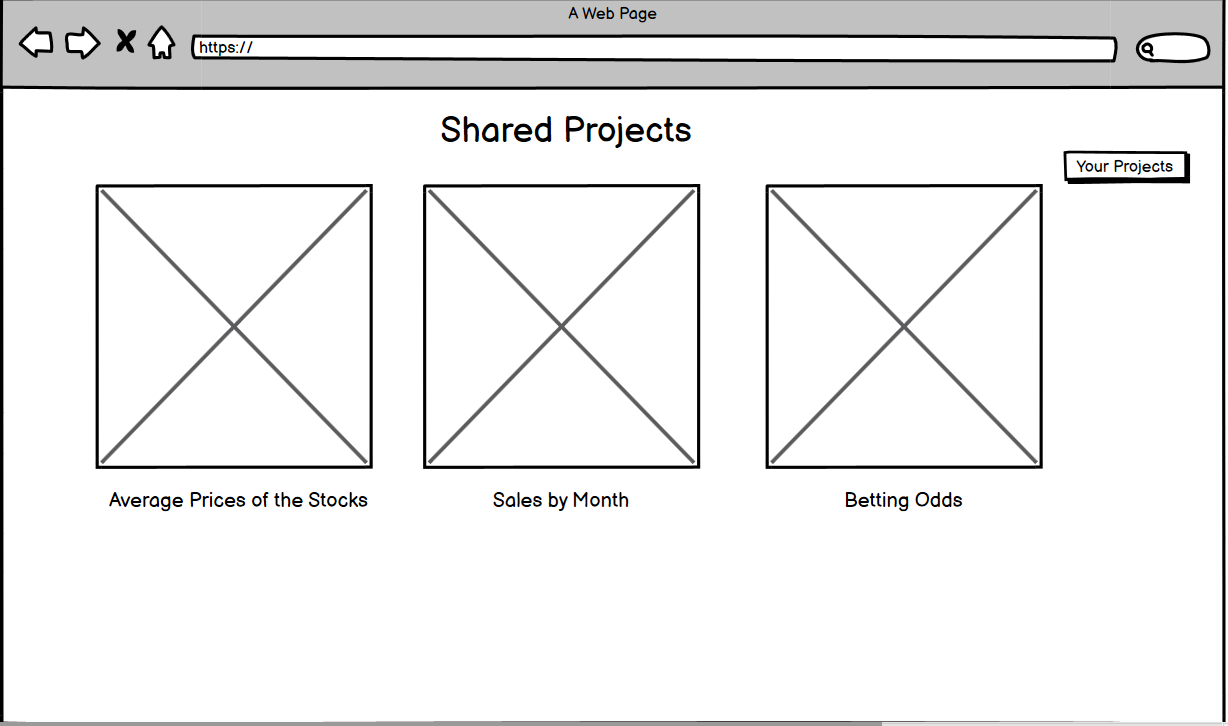 A Web Page
https://
Shared Projects
Your Projects
Average Prices of the Stocks
Sales by Month
Betting Odds